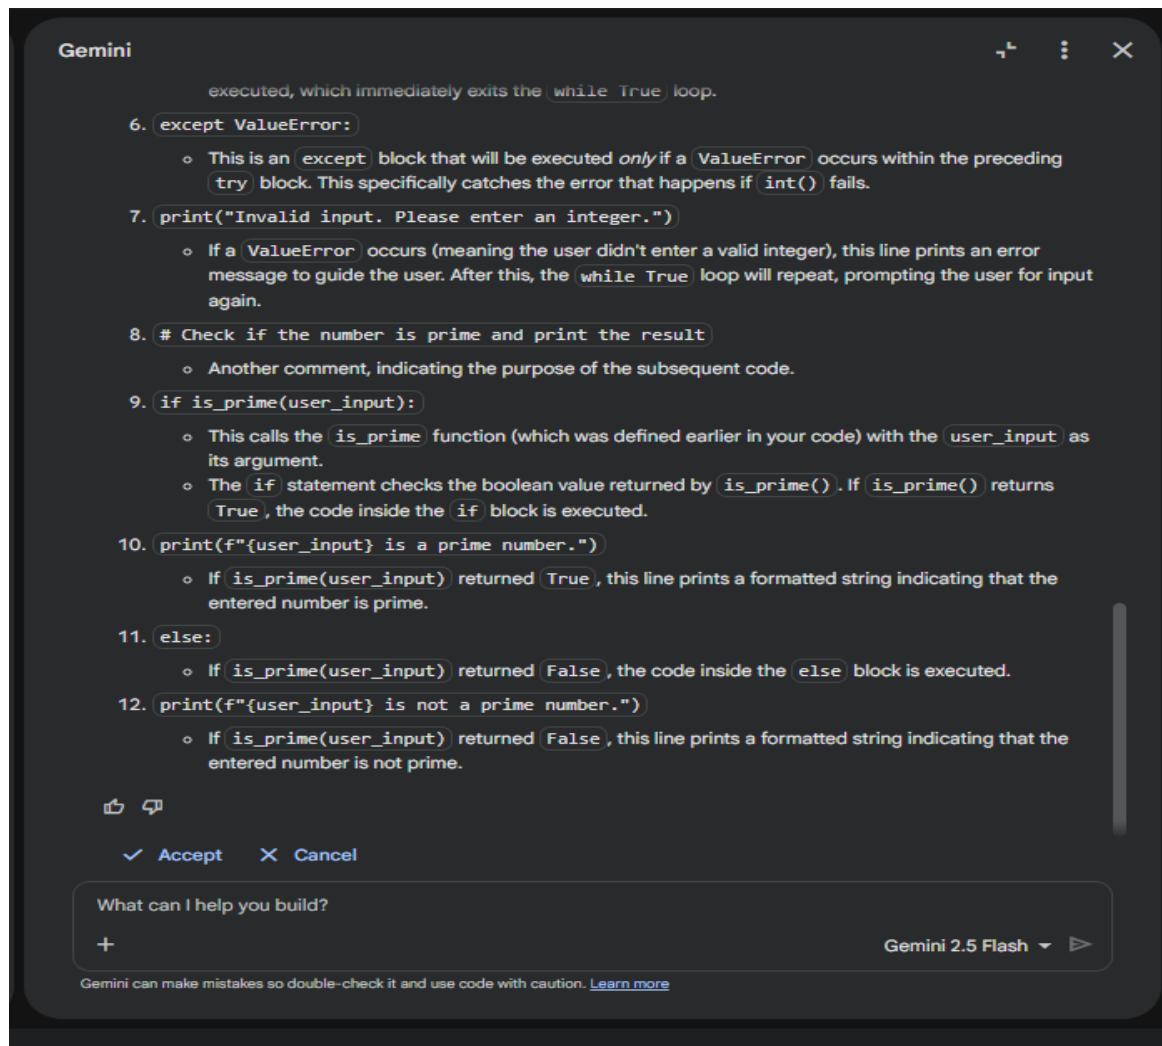 Gemini
executed, which immediately exits the while True loop.
6. except ValueError:
This is an except block that will be executed only if a ValueError occurs within the preceding
try block. This specifically catches the error that happens if int() fails.
7. print("Invalid input. Please enter an integer.")
If a ValueError occurs (meaning the user didn't enter a valid integer), this line prints an error
message to guide the user. After this, the while True loop will repeat, prompting the user for input
again.
8. # Check if the number is prime and print the result
Another comment, indicating the purpose of the subsequent code.
9. if is_prime(user_input):
This calls the is_prime function (which was defined earlier in your code) with the user_input as
its argument.
The if statement checks the boolean value returned by is_prime(). If is_prime() returns
True, the code inside the if block is executed.
10. print(f"{user_input} is a prime number.")
If is_prime(user_input) returned True, this line prints a formatted string indicating that the
entered number is prime.
11. else:
If is_prime(user_input) returned False, the code inside the else block is executed.
12. print(f"{user_input} is not a prime number.")
If is_prime(user_input) returned False, this line prints a formatted string indicating that the
entered number is not prime.
Accept Cancel
What can I help you build?
Gemini 2.5 Flash
Gemini can make mistakes so double-check it and use code with caution. Learn more